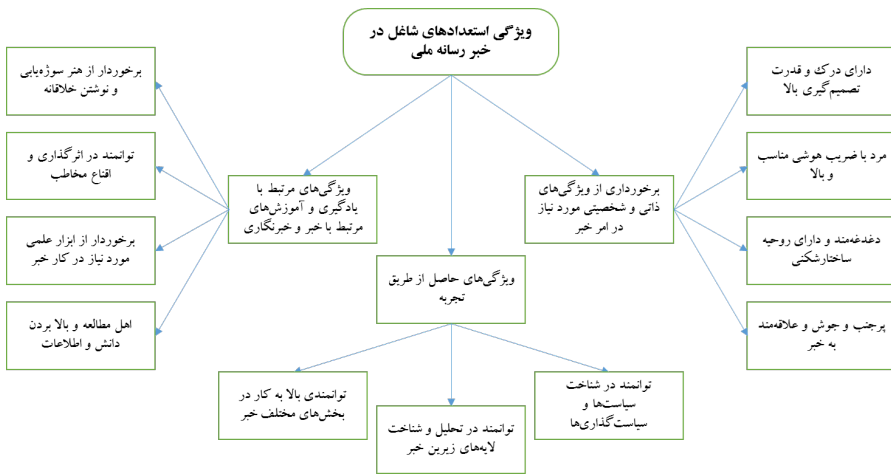 ویژگی استعدادهای شاغل در
خبر رسانه ملی
برخورداری از ویژگی‌های
ذاتی و شخصیتی مورد نیاز
در امر خبر
دارای درک و قدرت
تصمیم‌گیری بالا
مرد با ضریب هوشی مناسب
و بالا
دغدغه‌مند و دارای روحیه
ساختارشکنی
پرجنب و جوش و علاقه‌مند
به خبر
ویژگی‌های حاصل از طریق
تجربه
توانمند در شناخت
سیاست‌ها و
سیاست‌گذاری‌ها
توانمند در تحلیل و شناخت
لایه‌های زیرین خبر
توانمندی بالا به کار در
بخش‌های مختلف خبر
ویژگی‌های مرتبط با
یادگیری و آموزش‌های
مرتبط با خبر و خبرنگاری
برخوردار از هنر سوژه‌یابی
و نوشتن خلاقانه
توانمند در اثرگذاری و
اقناع مخاطب
برخوردار از ابزار علمی
مورد نیاز در کار خبر
اهل مطالعه و بالا بردن
دانش و اطلاعات